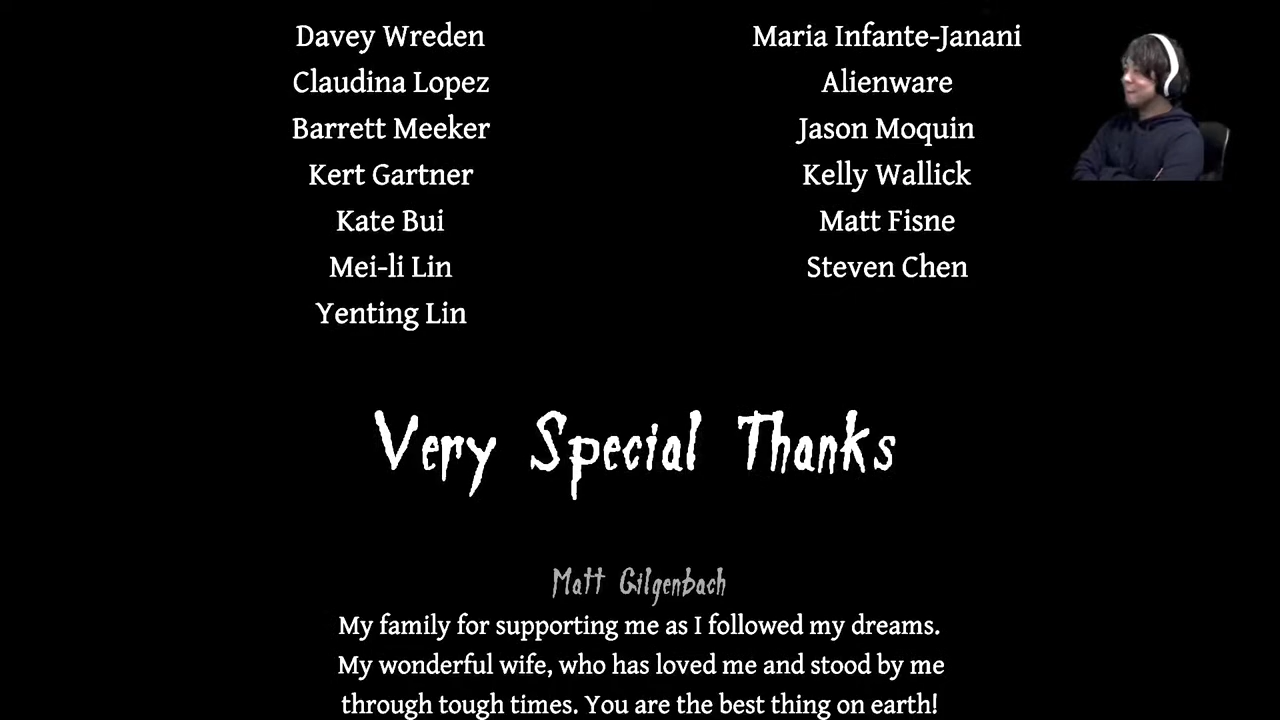 Davey Wreden
Claudina Lopez
Barrett Meeker
Kert Gartner
Kate Bui
Mei-li Lin
Yenting Lin
Maria Infante-Janani
Alienware
Jason Moquin
Kelly Wallick
Matt Fisne
Steven Chen
Very Special Thanks
Matt Gilgenbach
My family for supporting me as I followed my dreams.
My wonderful wife, who has loved me and stood by me
through tough times. You are the best thing on earth!